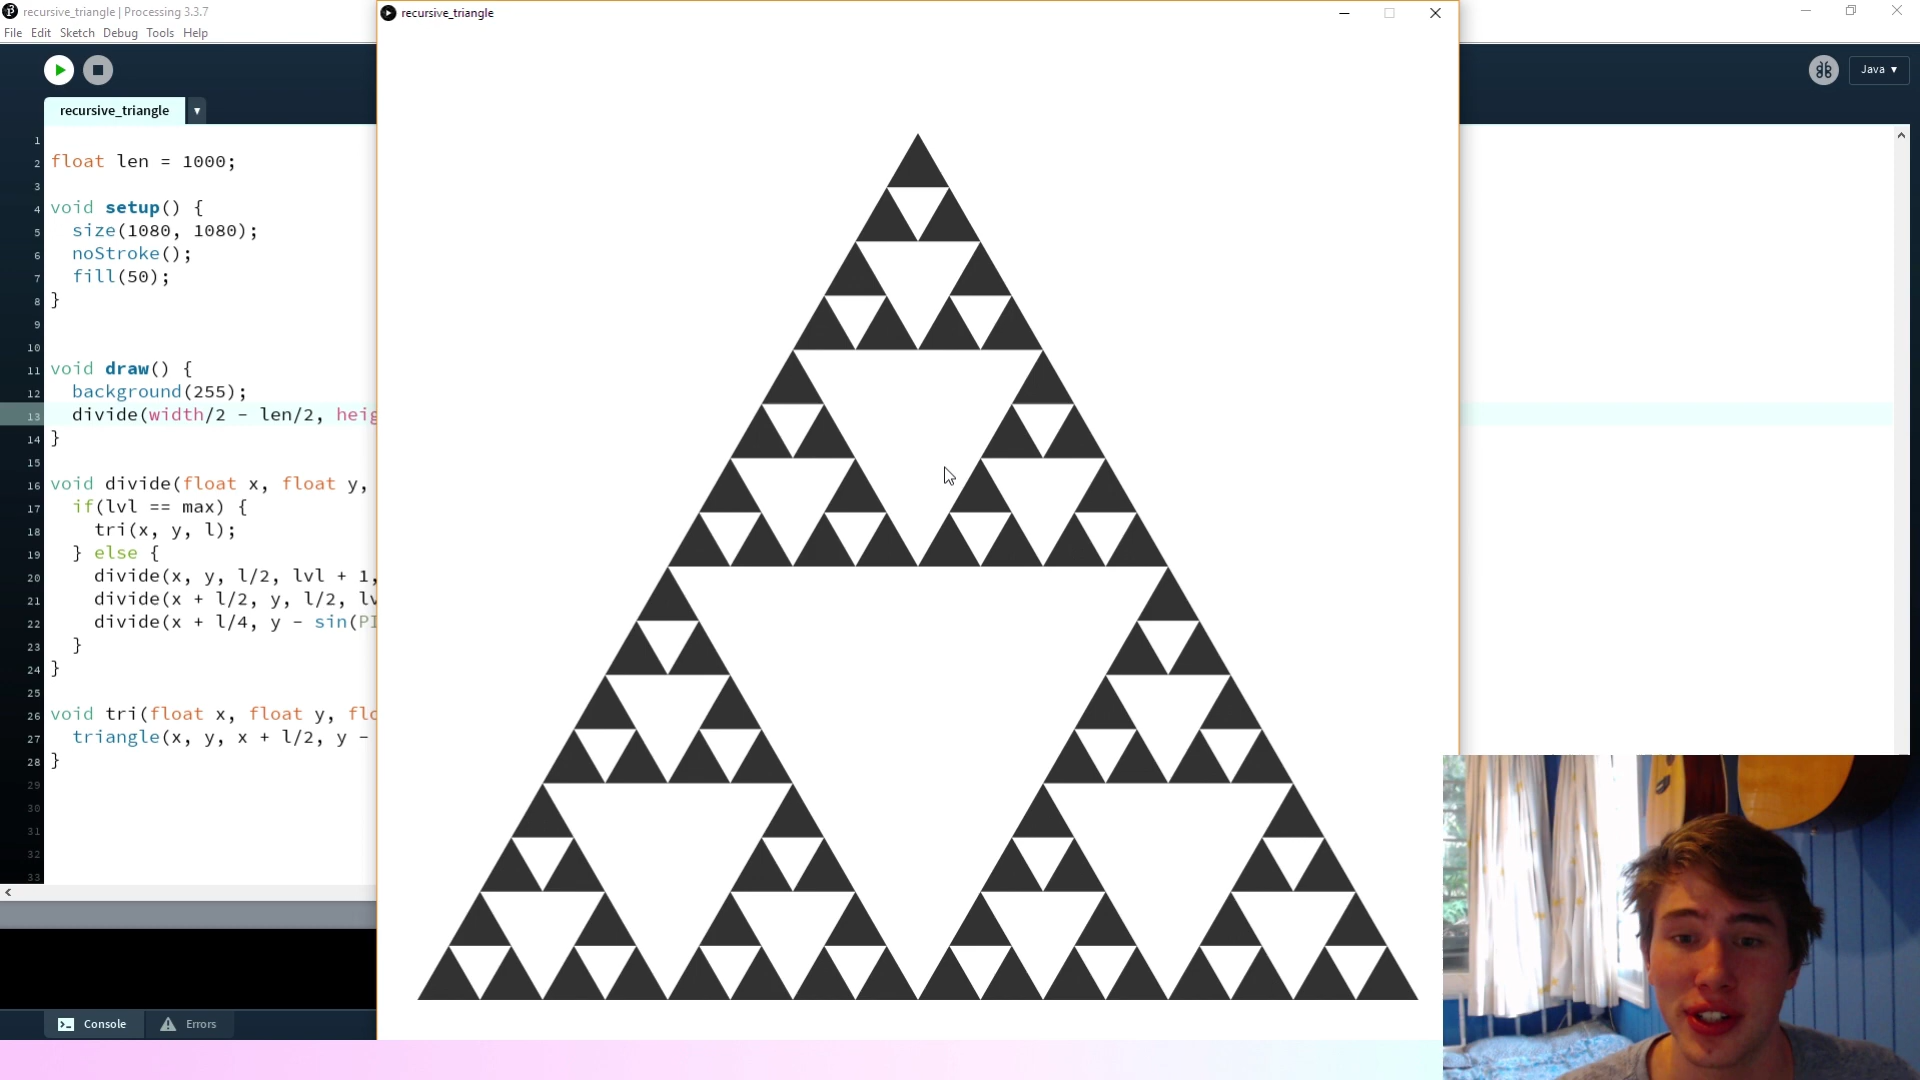 recursive_triangle | Processing 3.3.7
File Edit Sketch Debug Tools Help
recursive_triangle
Java ▾
recursive_triangle ▾
1
2 float len = 1000;
3
4 void setup() {
5 size(1080, 1080);
6 noStroke();
7 fill(50);
8 }
9
10
11 void draw() {
12 background(255);
13 divide(width/2 - len/2, heig
14 }
15
16 void divide(float x, float y,
17 if(lvl == max) {
18 tri(x, y, l);
19 } else {
20 divide(x, y, l/2, lvl + 1,
21 divide(x + l/2, y, l/2, lv
22 divide(x + l/4, y - sin(PI
23 }
24 }
25
26 void tri(float x, float y, flo
27 triangle(x, y, x + l/2, y -
28 }
29
30
31
32
33
Console Errors